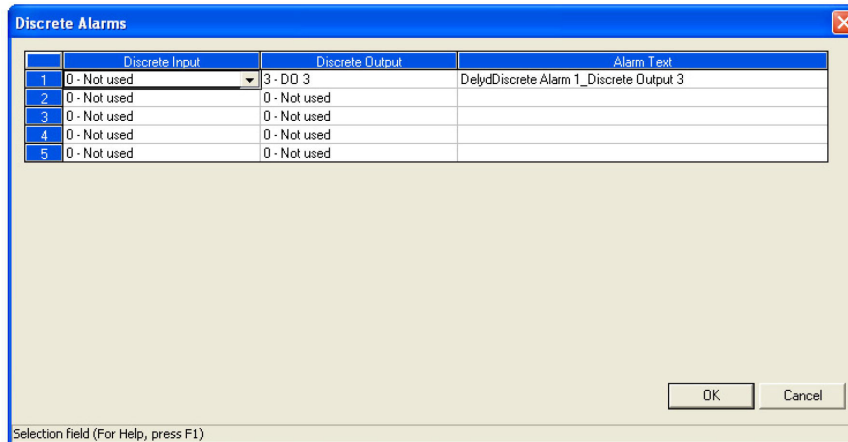 Discrete Alarms
Discrete Input Discrete Output Alarm Text
1 0 - Not used 3 - DO 3 DelydDiscrete Alarm 1_Discrete Output 3
2 0 - Not used 0 - Not used
3 0 - Not used 0 - Not used
4 0 - Not used 0 - Not used
5 0 - Not used 0 - Not used
OK Cancel
Selection field (For Help, press F1)